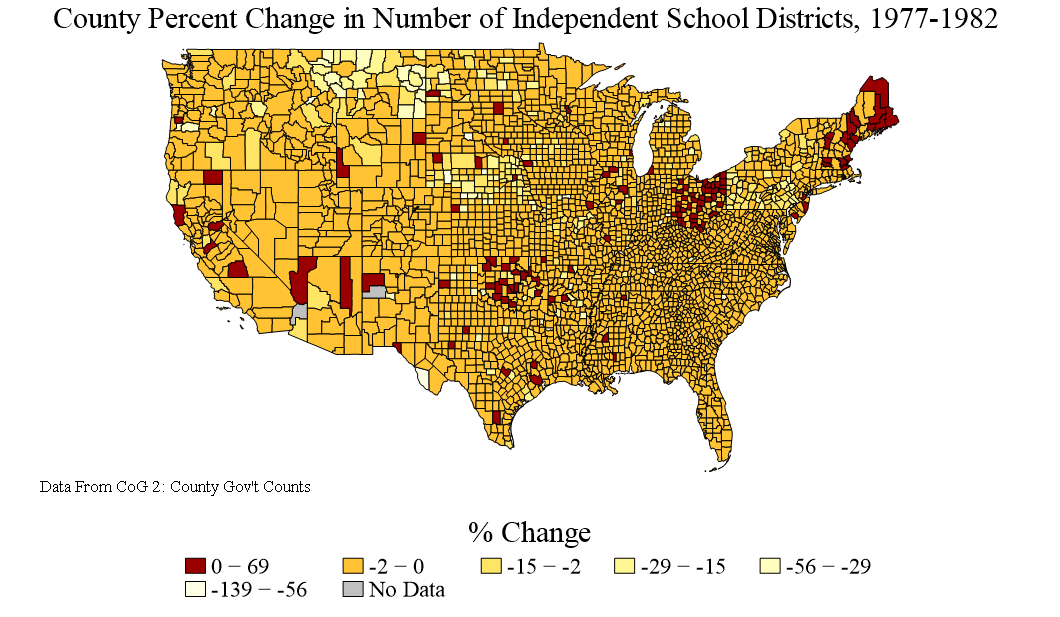 County Percent Change in Number of Independent School Districts, 1977-1982
Data From CoG 2: County Gov't Counts
% Change
0 − 69 -2 − 0 -15 − -2 -29 − -15 -56 − -29
-139 − -56 No Data